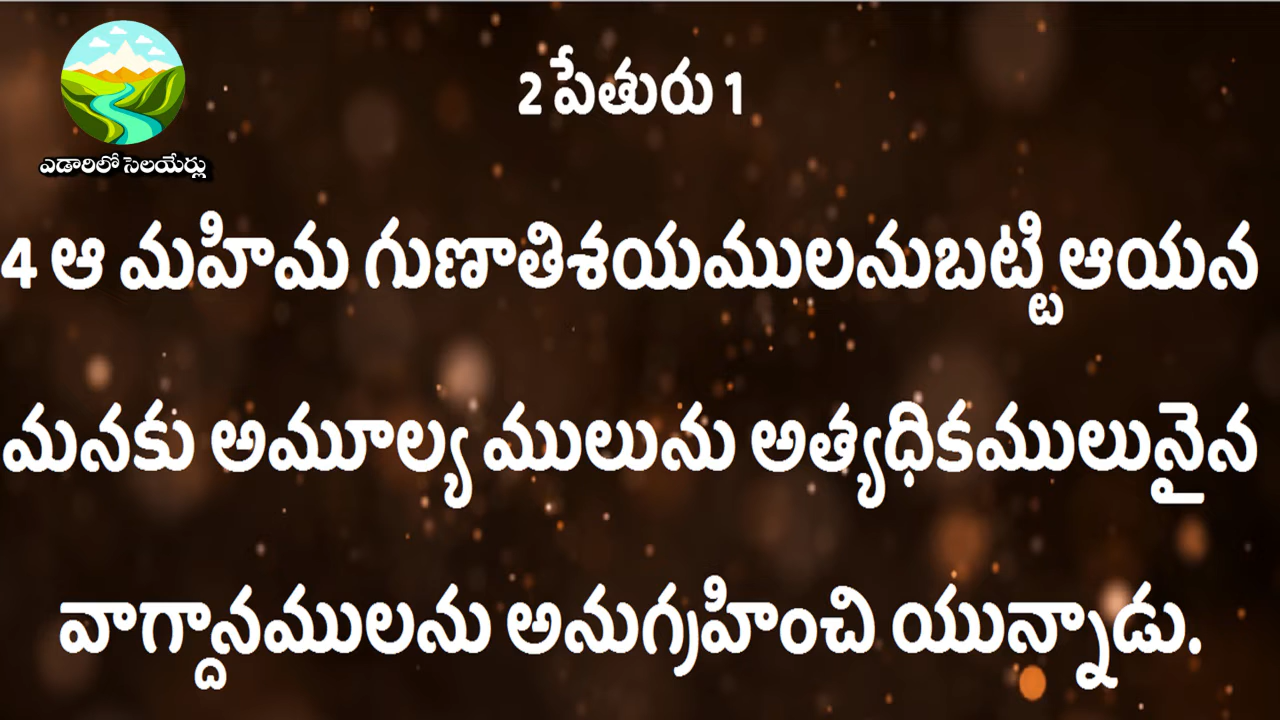 2 పేతురు 1
ఎడారిలో సెలయేర్లు
4 ఆ మహిమ గుణాతిశయములనుబట్టి ఆయన
మనకు అమూల్య ములును అత్యధికములునైన
వాగ్దానములను అనుగ్రహించి యున్నాడు.